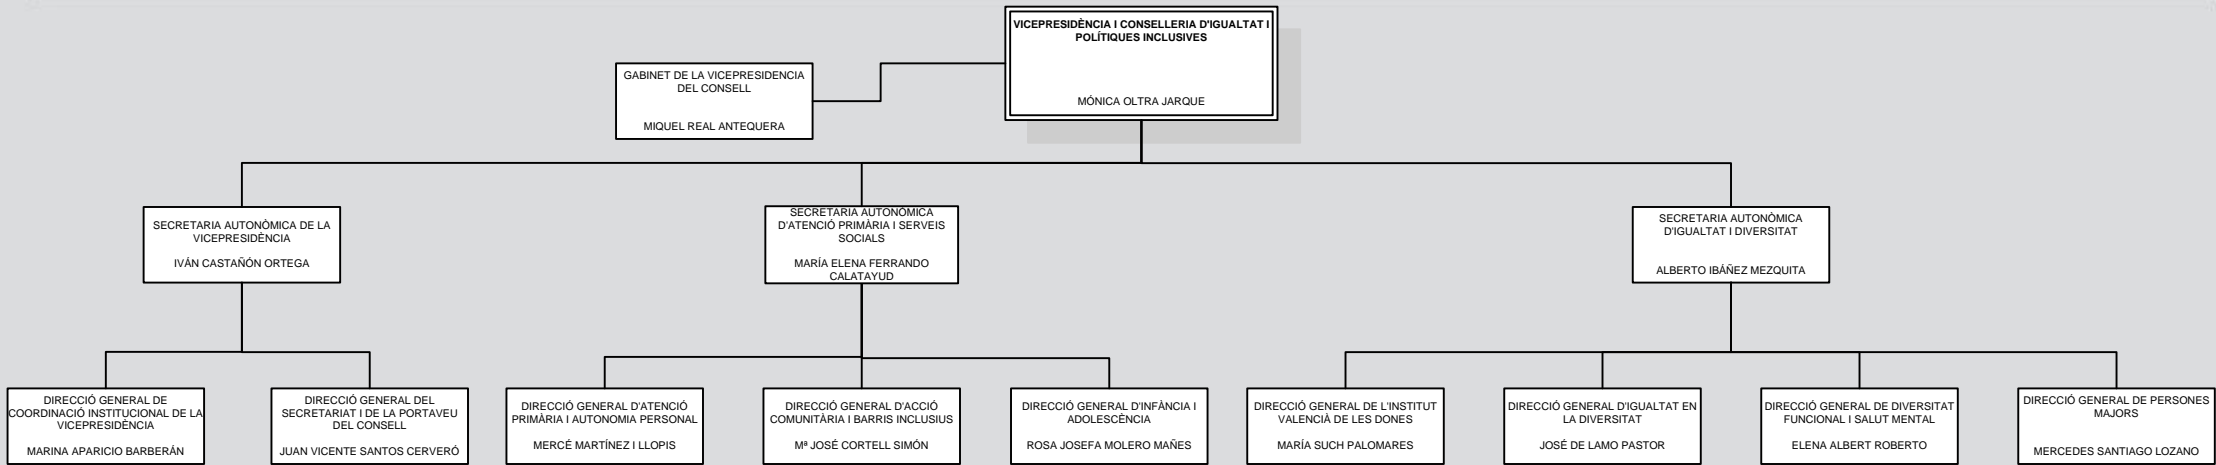 VICEPRESIDÈNCIA I CONSELLERIA D'IGUALTAT I
POLÍTIQUES INCLUSIVES
MÓNICA OLTRA JARQUE
GABINET DE LA VICEPRESIDENCIA
DEL CONSELL
MIQUEL REAL ANTEQUERA
SECRETARIA AUTONÒMICA DE LA
VICEPRESIDÈNCIA
IVÁN CASTAÑÓN ORTEGA
SECRETARIA AUTONÒMICA
D'ATENCIÓ PRIMÀRIA I SERVEIS
SOCIALS
MARÍA ELENA FERRANDO
CALATAYUD
SECRETARIA AUTONÒMICA
D'IGUALTAT I DIVERSITAT
ALBERTO IBÁÑEZ MEZQUITA
DIRECCIÓ GENERAL DE
COORDINACIÓ INSTITUCIONAL DE LA
VICEPRESIDÈNCIA
MARINA APARICIO BARBERÁN
DIRECCIÓ GENERAL DEL
SECRETARIAT I DE LA PORTAVEU
DEL CONSELL
JUAN VICENTE SANTOS CERVERÓ
DIRECCIÓ GENERAL D'ATENCIÓ
PRIMÀRIA I AUTONOMIA PERSONAL
MERCÉ MARTÍNEZ I LLOPIS
DIRECCIÓ GENERAL D'ACCIÓ
COMUNITÀRIA I BARRIS INCLUSIUS
Mª JOSÉ CORTELL SIMÓN
DIRECCIÓ GENERAL D'INFÀNCIA I
ADOLESCÈNCIA
ROSA JOSEFA MOLERO MAÑES
DIRECCIÓ GENERAL DE L'INSTITUT
VALENCIÀ DE LES DONES
MARÍA SUCH PALOMARES
DIRECCIÓ GENERAL D'IGUALTAT EN
LA DIVERSITAT
JOSÉ DE LAMO PASTOR
DIRECCIÓ GENERAL DE DIVERSITAT
FUNCIONAL I SALUT MENTAL
ELENA ALBERT ROBERTO
DIRECCIÓ GENERAL DE PERSONES
MAJORS
MERCEDES SANTIAGO LOZANO